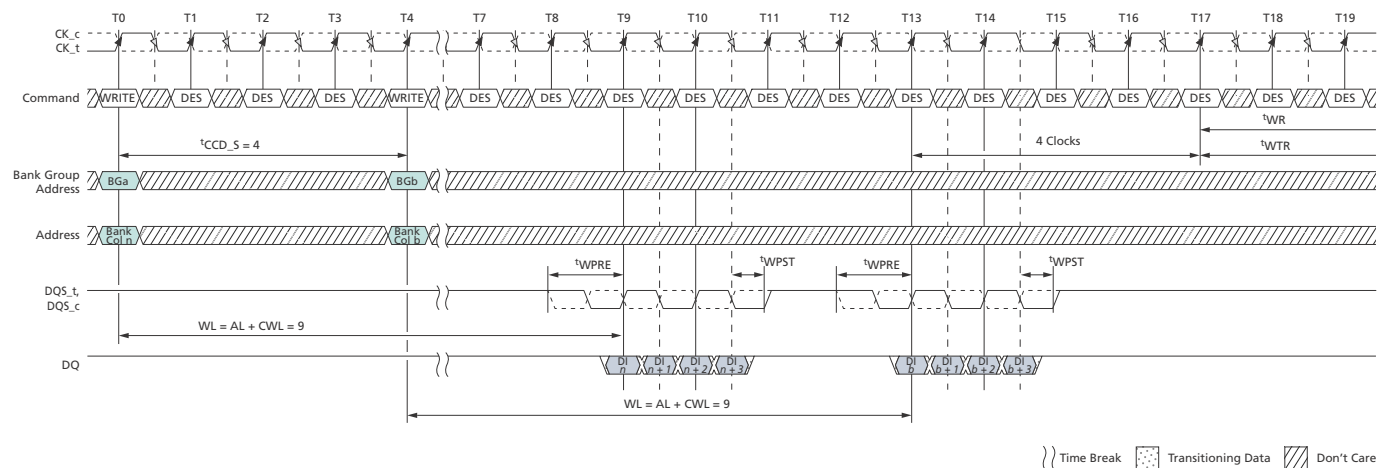 T0 T1 T2 T3 T4 T7 T8 T9 T10 T11 T12 T13 T14 T15 T16 T17 T18 T19
CK_c
CK_t
Command WRITE DES DES DES WRITE DES DES DES DES DES DES DES DES DES DES DES DES DES
tWR
tCCD_S = 4 4 Clocks tWTR
Bank Group
Address BGa BGb
Address Bank
Col n Bank
Col b
tWPRE tWPST tWPRE tWPST
DQS_t,
DQS_c
WL = AL + CWL = 9
DQ DI
n DI
n + 1 DI
n + 2 DI
n + 3 DI
b DI
b + 1 DI
b + 2 DI
b + 3
WL = AL + CWL = 9
Time Break Transitioning Data Don't Care